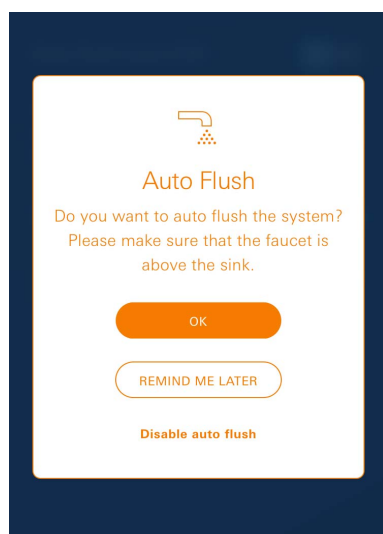 Auto Flush
Do you want to auto flush the system?
Please make sure that the faucet is
above the sink.
OK
REMIND ME LATER
Disable auto flush